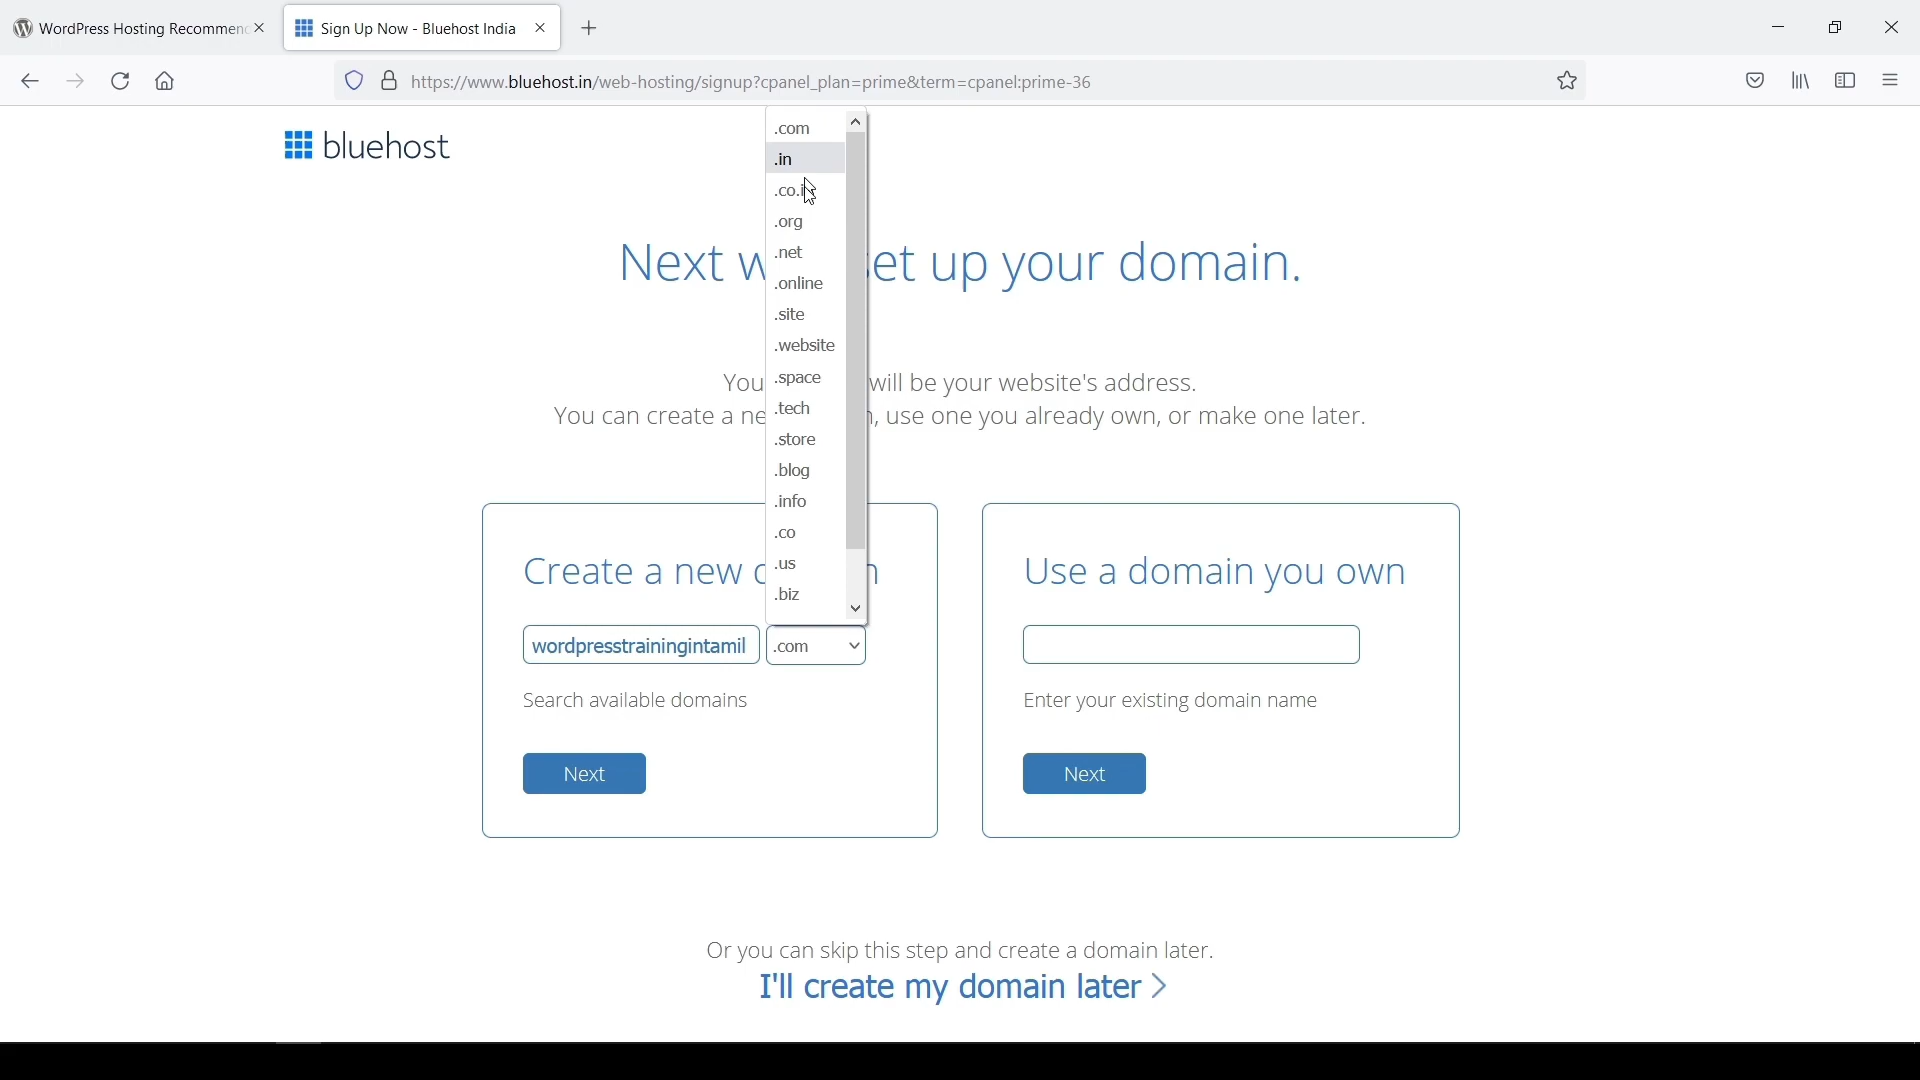 WordPress Hosting Recommen
Sign Up Now - Bluehost India
https://www.bluehost.in/web-hosting/signup?cpanel_plan=prime&term=cpanel:prime-36
bluehost
.com
.in
.org
.net
.online
.site
.website
.space
.tech
.store
.blog
.info
.co
.us
.biz
Next set up your domain.
will be your website's address.
You can create a use one you already own, or make one later.
Create a new
wordpresstrainingintamil .com
Search available domains
Next
Use a domain you own
Enter your existing domain name
Next
Or you can skip this step and create a domain later.
I'll create my domain later >